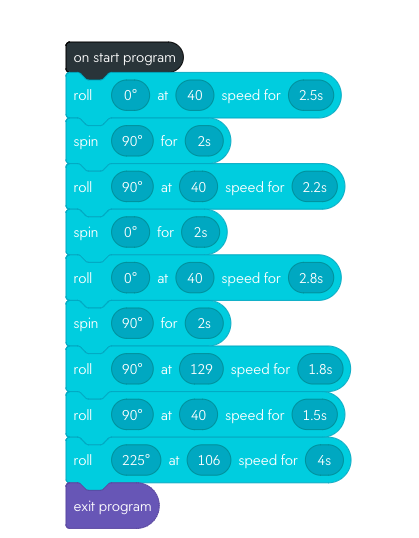 on start program
roll 0° at 40 speed for 2.5s
spin 90° for 2s
roll 90° at 40 speed for 2.2s
spin 0° for 2s
roll 0° at 40 speed for 2.8s
spin 90° for 2s
roll 90° at 129 speed for 1.8s
roll 90° at 40 speed for 1.5s
roll 225° at 106 speed for 4s
exit program